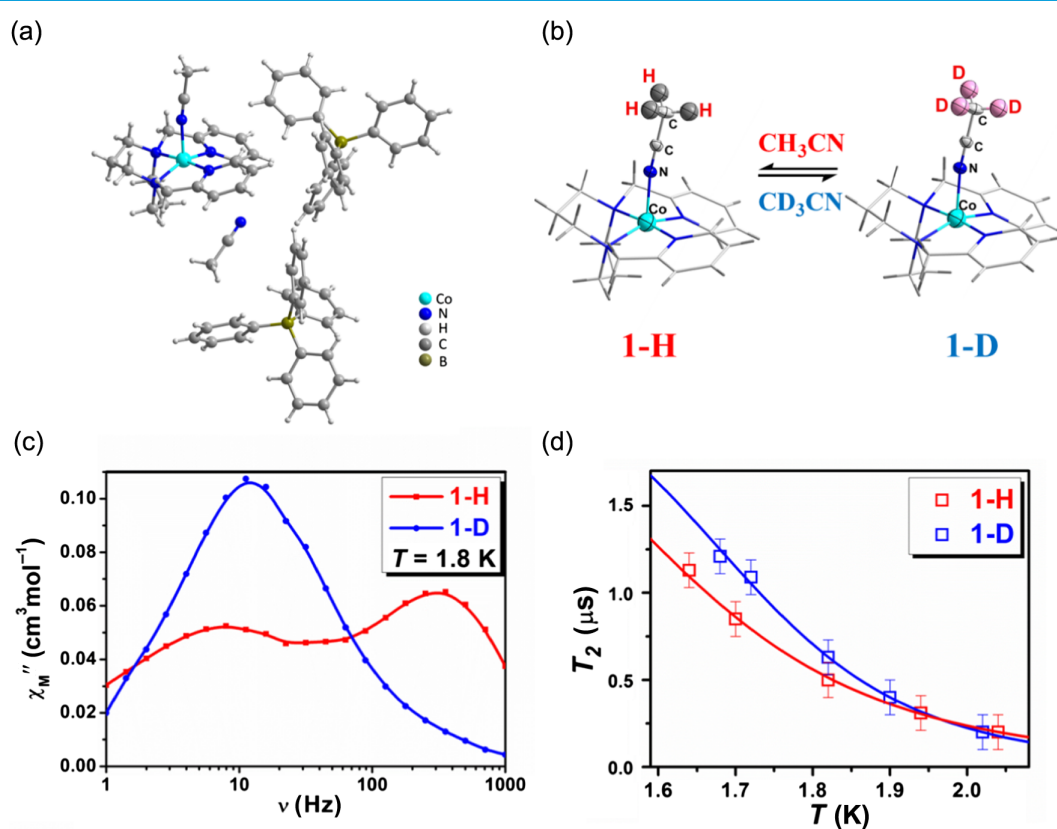 (a)
Co
N
H
C
B
(b)
H
H
H
C
C
N
Co
1-H
CH₃CN
CD₃CN
D
D
D
C
C
N
Co
1-D
(c)
χM″ (cm³mol⁻¹)
0.10
0.08
0.06
0.04
0.02
0.00
1-H
1-D
T = 1.8 K
1
10
100
1000
ν (Hz)
(d)
T₂ (μs)
1.5
1.0
0.5
0.0
1-H
1-D
1.6
1.7
1.8
1.9
2.0
T (K)